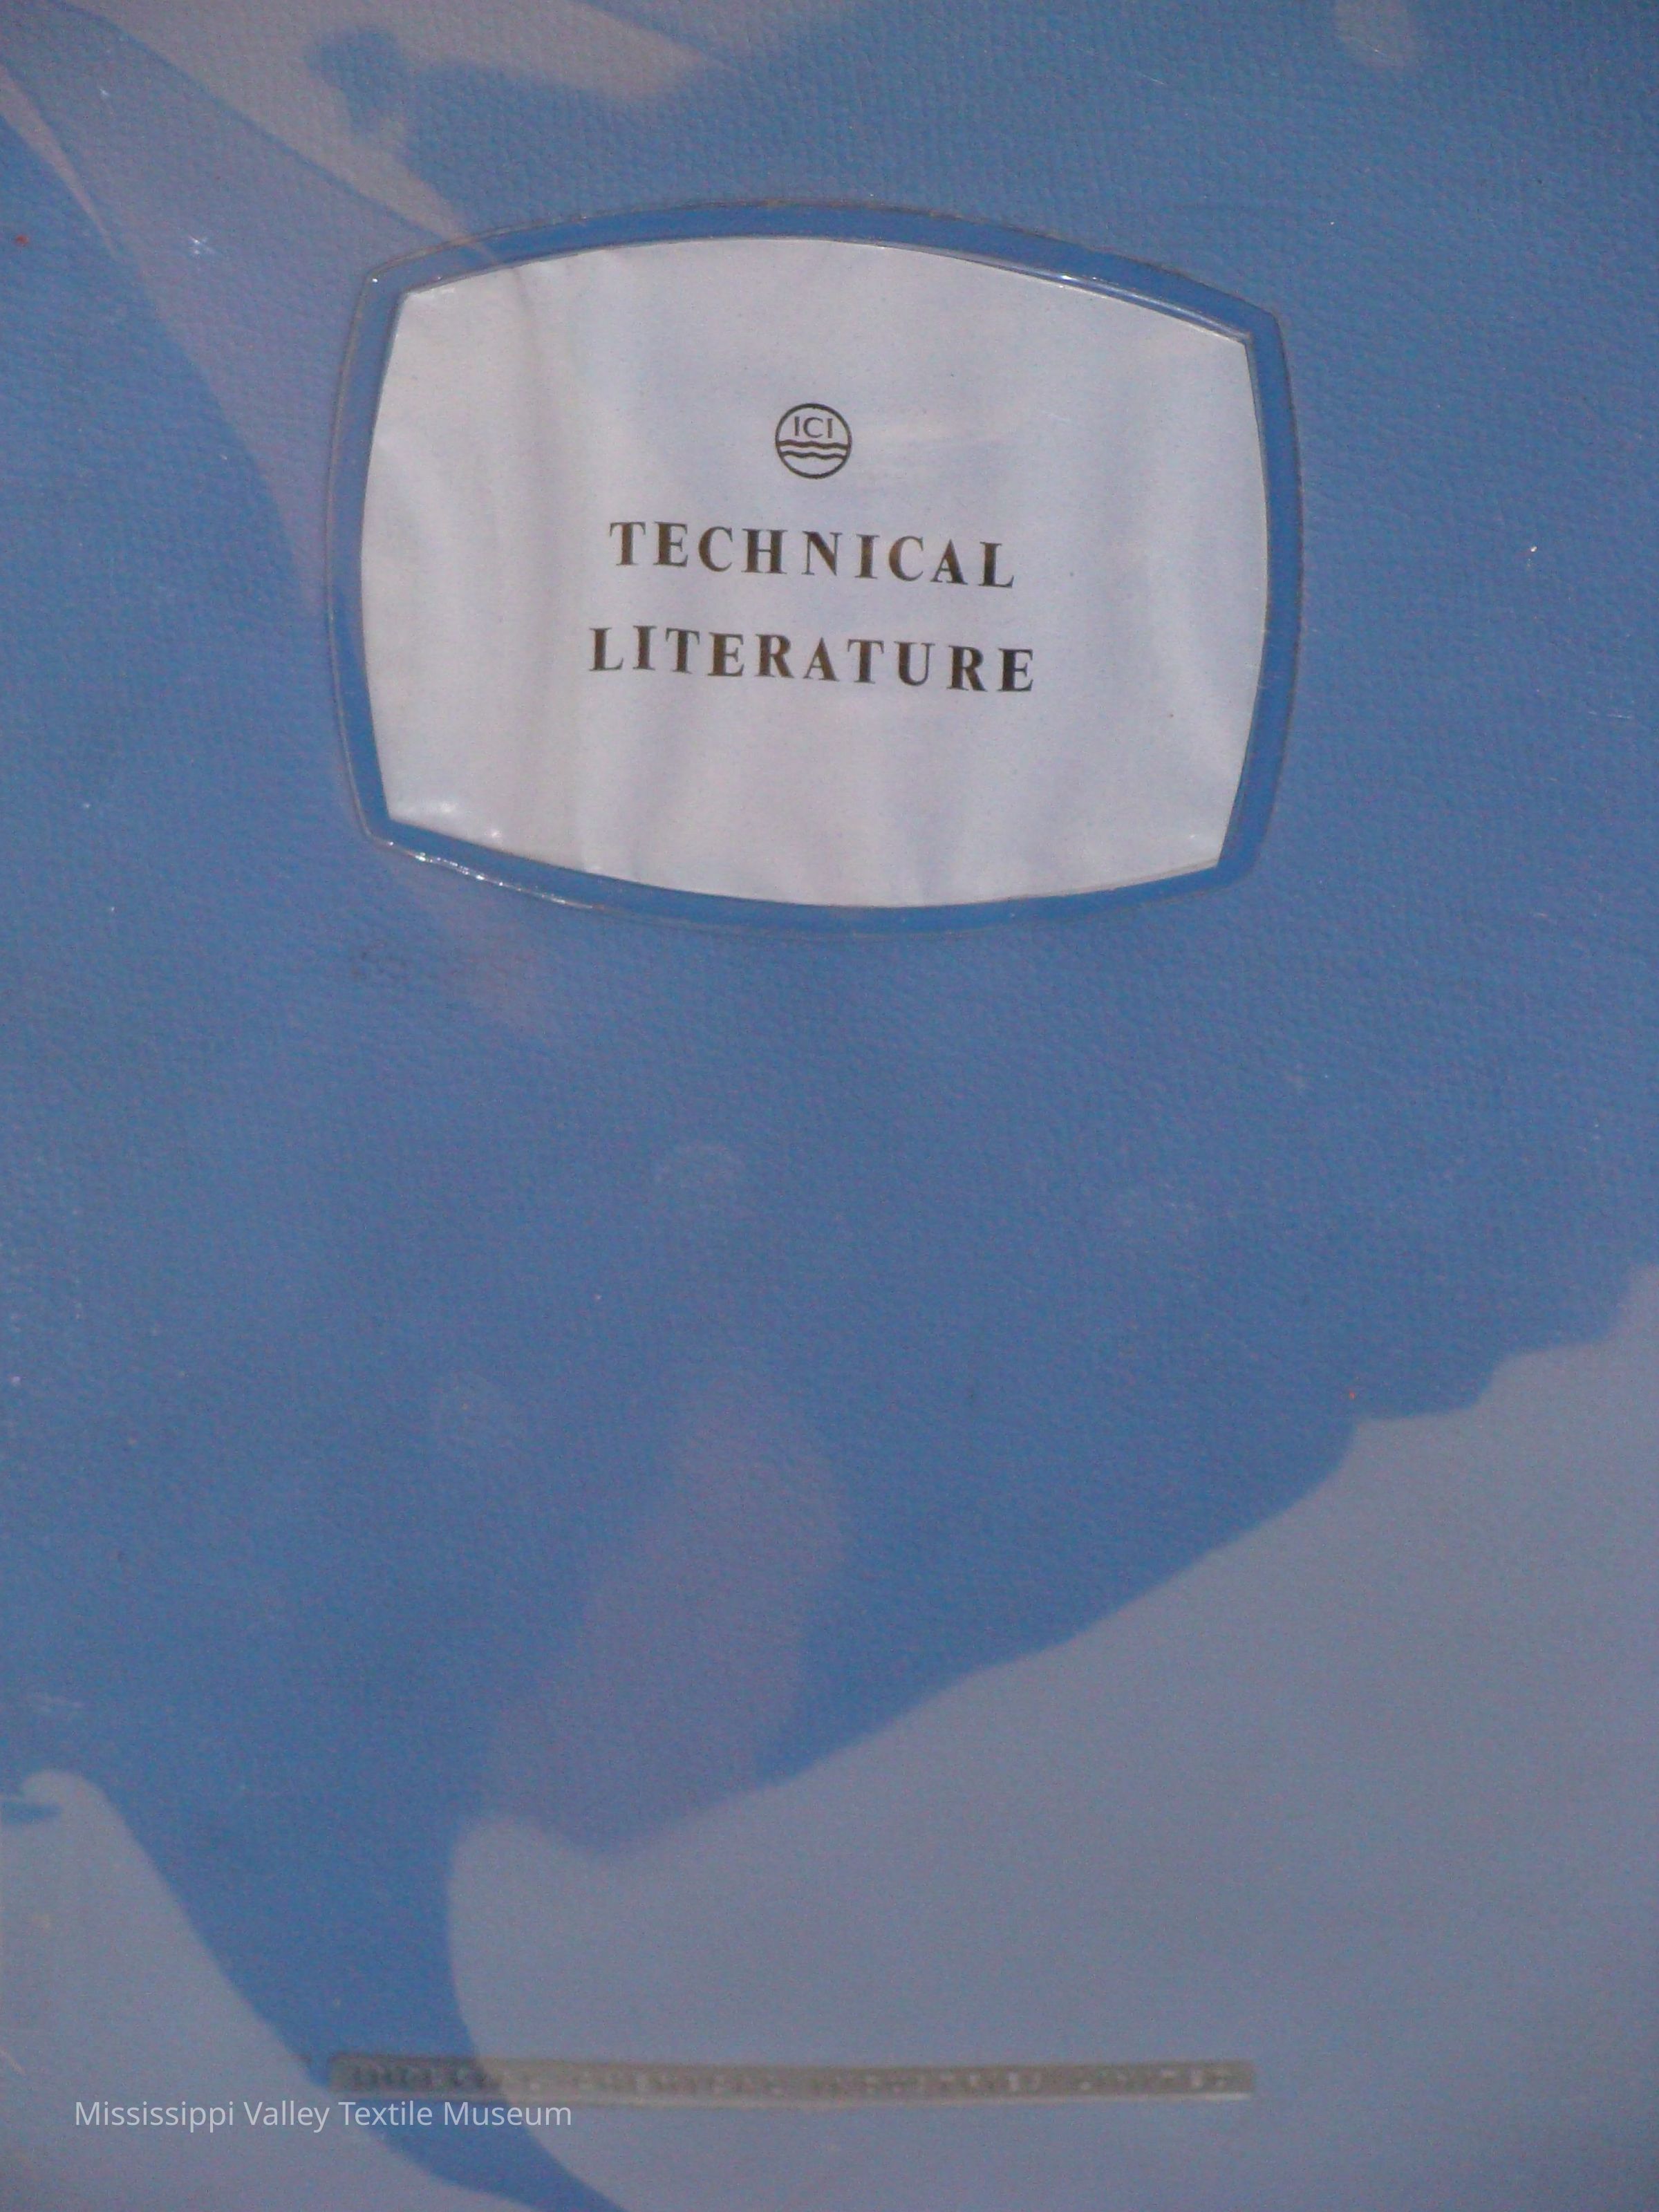 ICI
TECHNICAL
LITERATURE
Mississippi Valley Textile Museum